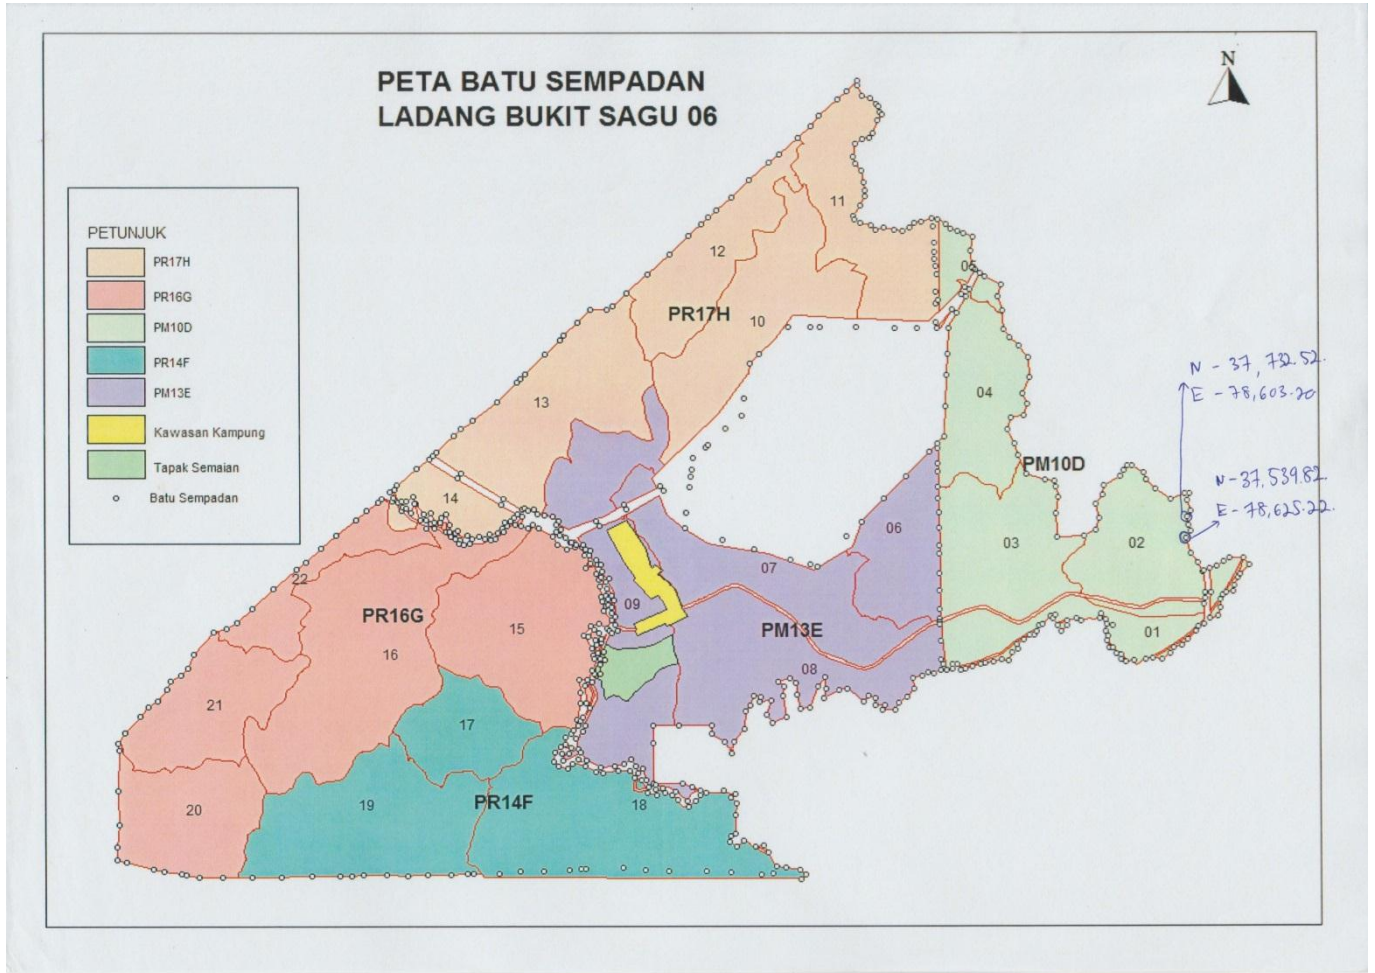 PETA BATU SEMPADAN
LADANG BUKIT SAGU 06
N
PETUNJUK
PR17H
PR16G
PM10D
PR14F
PM13E
Kawasan Kampung
Tapak Semaian
Batu Sempadan
11
12
05
PR17H
10
N - 37,732.52.
E - 78,603.20
04
13
PM10D
N - 37,539.82
E - 78,625.22.
14
06
03
02
07
22
09
PR16G
15
PM13E
01
16
08
21
17
20
19
PR14F
18